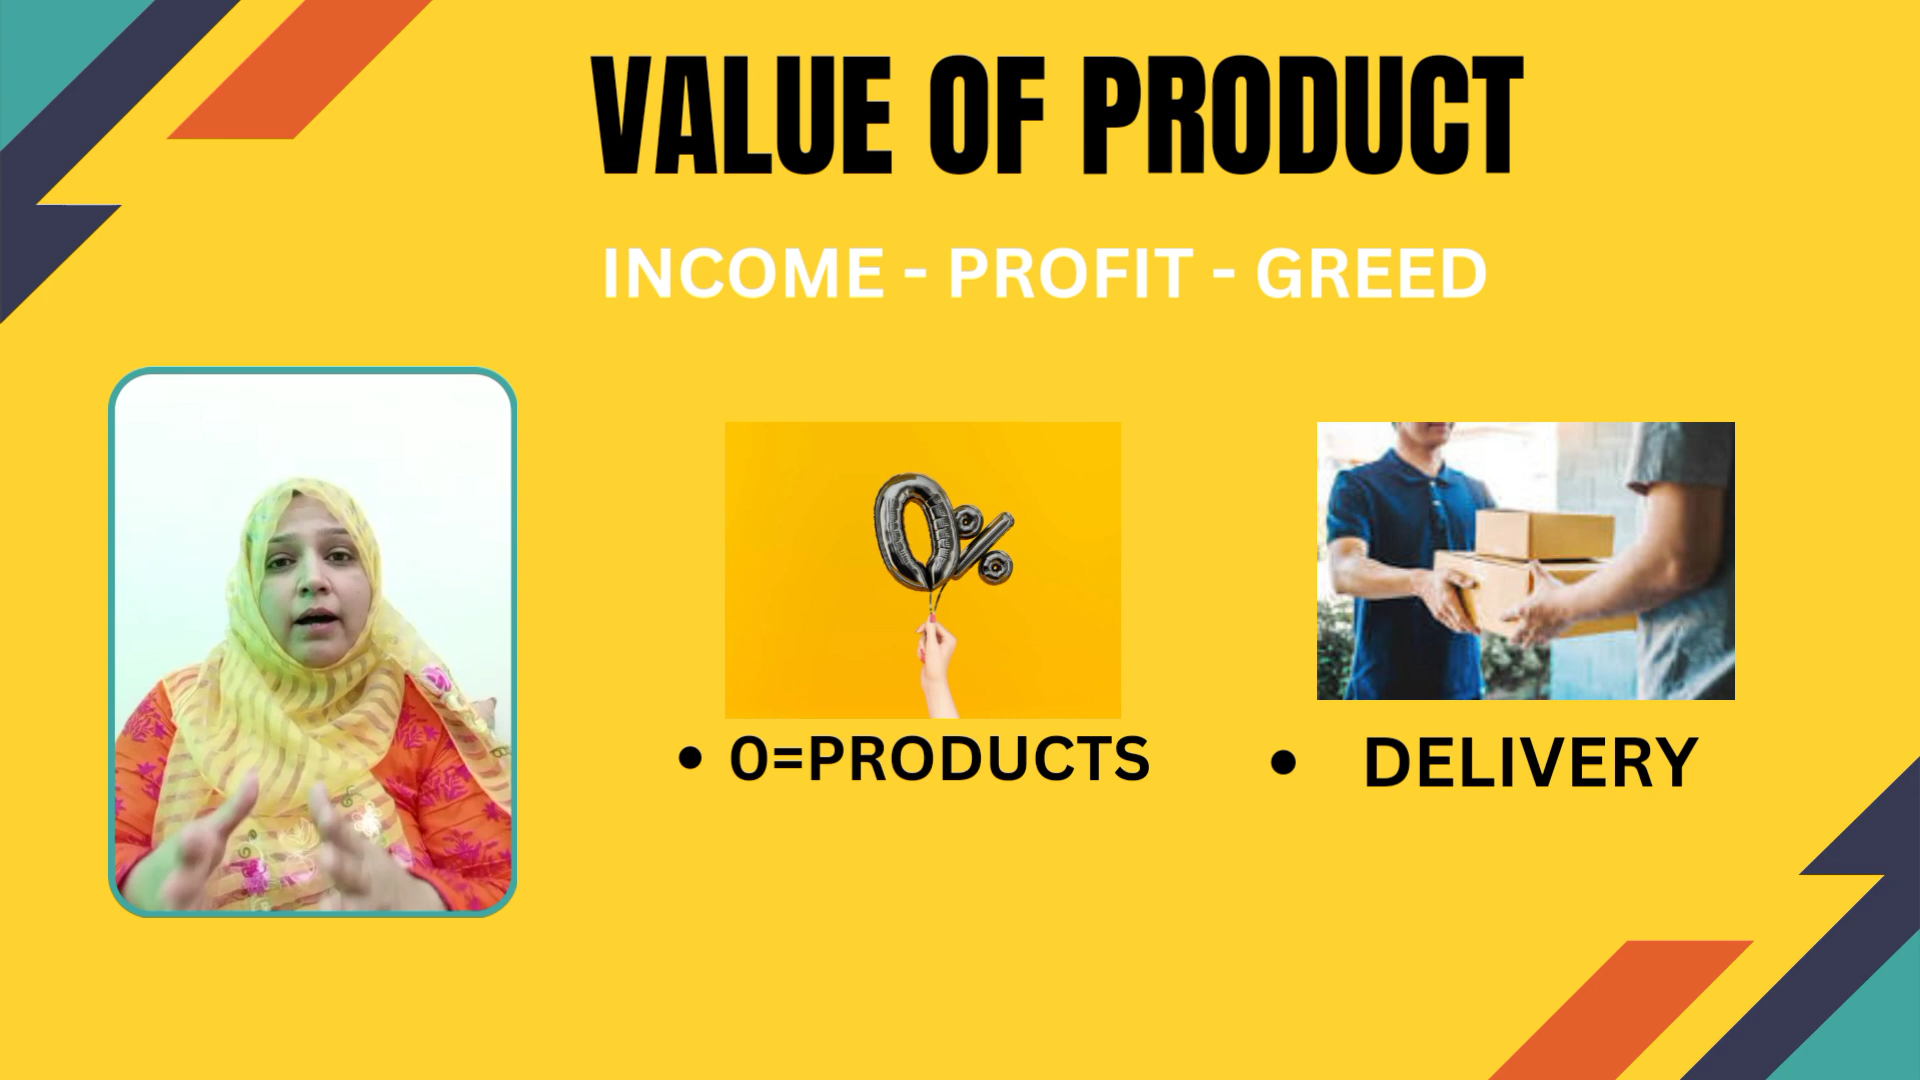 VALUE OF PRODUCT
INCOME - PROFIT - GREED
0%
• 0=PRODUCTS
• DELIVERY